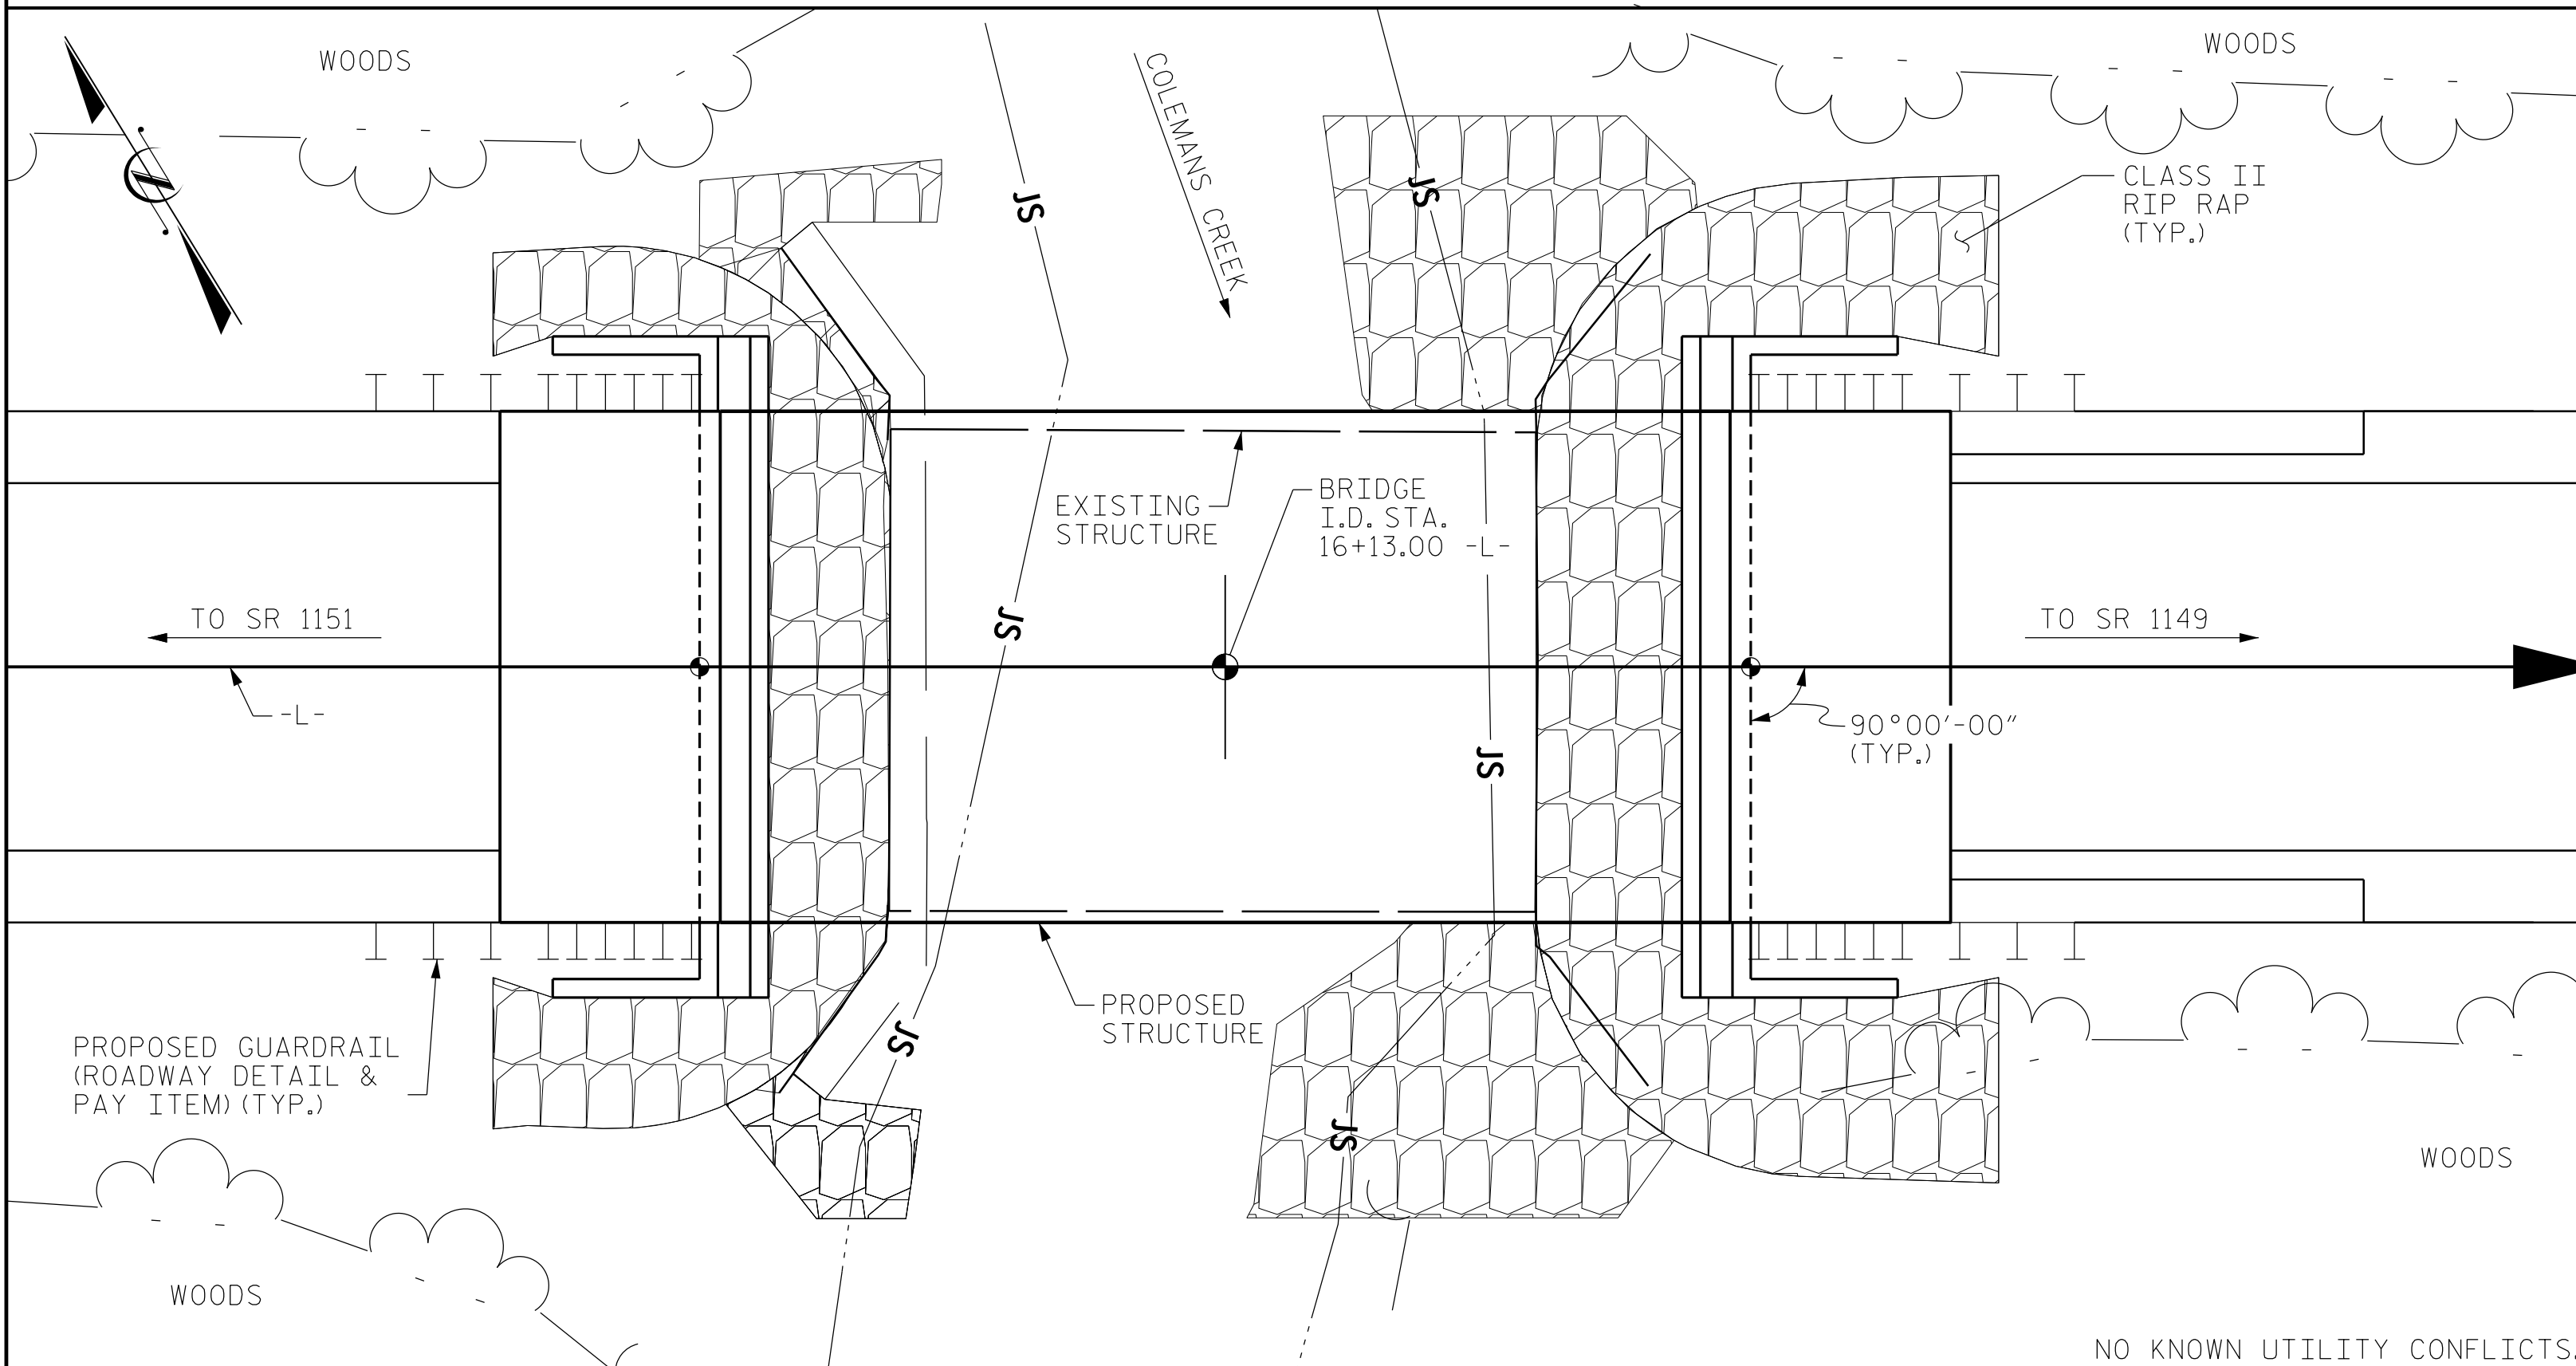 WOODS
WOODS
COLEMANS CREEK
CLASS II
RIP RAP
(TYP.)
N
JS
JS
EXISTING
STRUCTURE
BRIDGE
I.D. STA.
16+13.00 -L-
TO SR 1151
TO SR 1149
JS
-L-
90°00'-00"
(TYP.)
JS
PROPOSED
STRUCTURE
PROPOSED GUARDRAIL
(ROADWAY DETAIL &
PAY ITEM) (TYP.)
JS
JS
WOODS
WOODS
NO KNOWN UTILITY CONFLICTS.